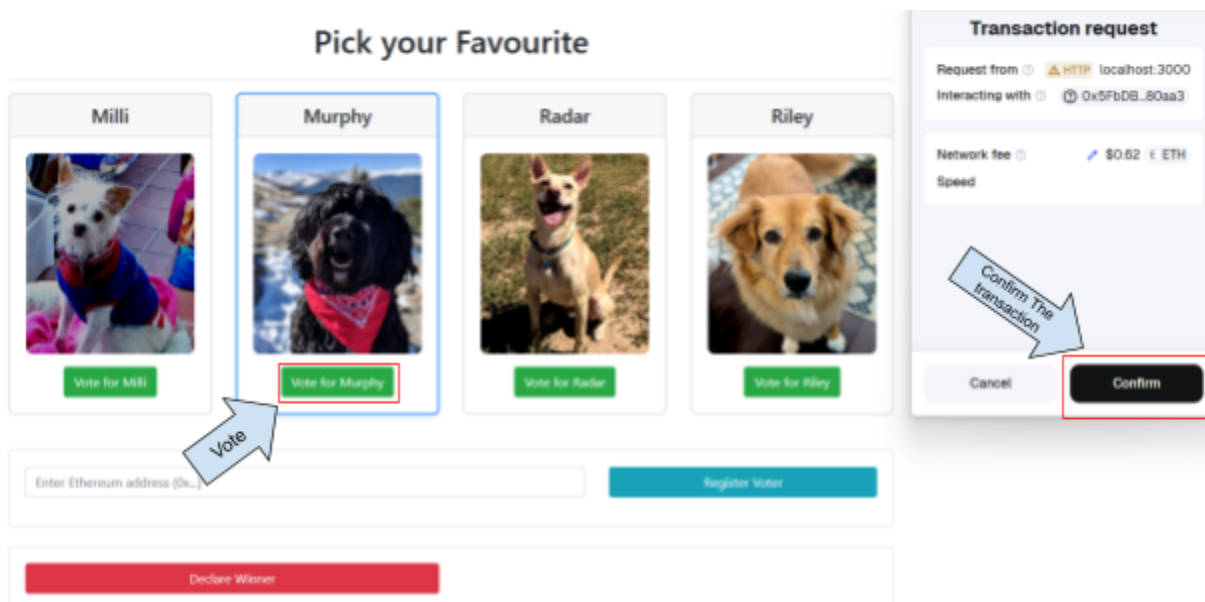 Pick your Favourite
Milli
Murphy
Radar
Riley
Vote for Milli
Vote for Murphy
Vote for Radar
Vote for Riley
Vote
Enter Ethereum address (0x...)
Register Voter
Declare Winner
Transaction request
Request from HTTP localhost:3000
Interacting with 0x5FbDB...80aa3
Network fee $0.62 ETH
Speed
Confirm The
transaction
Cancel
Confirm